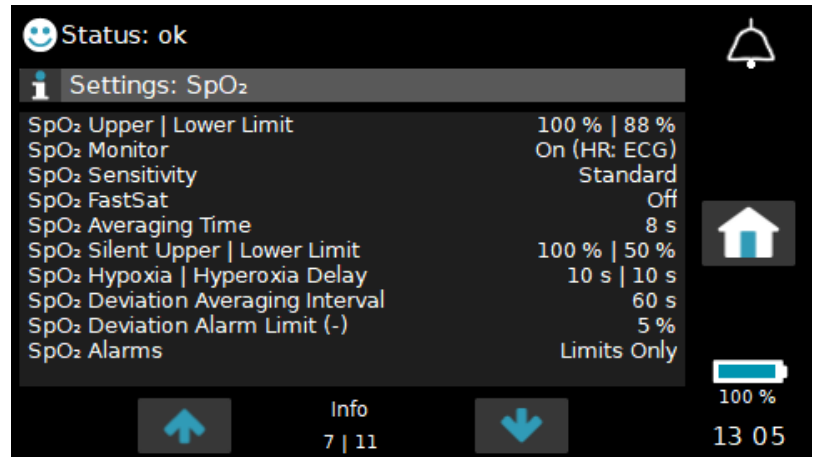 Status: ok
i Settings: SpO₂
SpO₂ Upper | Lower Limit 100 % | 88 %
SpO₂ Monitor On (HR: ECG)
SpO₂ Sensitivity Standard
SpO₂ FastSat Off
SpO₂ Averaging Time 8 s
SpO₂ Silent Upper | Lower Limit 100 % | 50 %
SpO₂ Hypoxia | Hyperoxia Delay 10 s | 10 s
SpO₂ Deviation Averaging Interval 60 s
SpO₂ Deviation Alarm Limit (-) 5 %
SpO₂ Alarms Limits Only
100 %
Info
7 | 11
13 05